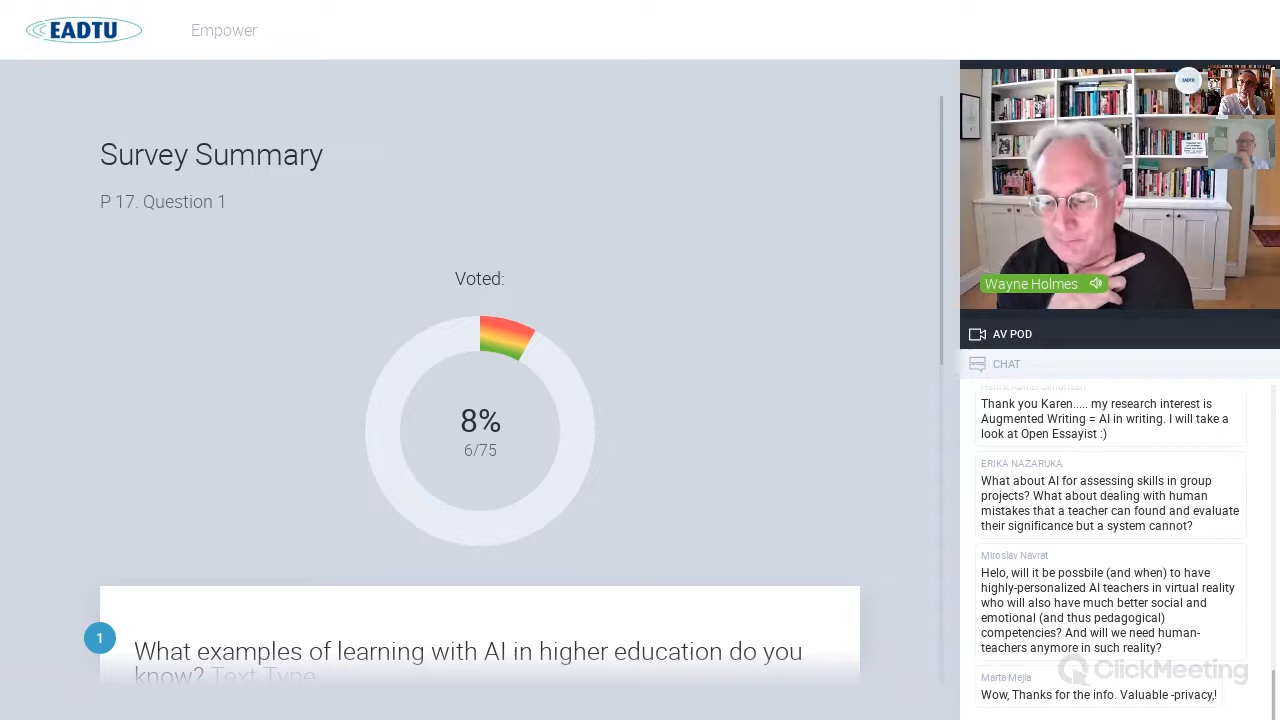 EADTU
Empower
Survey Summary
P 17. Question 1
Voted:
8%
6/75
1
What examples of learning with AI in higher education do you
know? Text Type
EADTU
Wayne Holmes
AV POD
CHAT
Thank you Karen..... my research interest is
Augmented Writing = AI in writing. I will take a
look at Open Essayist :)
ERIKA NAZARUKA
What about AI for assessing skills in group
projects? What about dealing with human
mistakes that a teacher can found and evaluate
their significance but a system cannot?
Miroslav Návrat
Helo, will it be possbile (and when) to have
highly-personalized AI teachers in virtual reality
who will also have much better social and
emotional (and thus pedagogical)
competencies? And will we need human-
teachers anymore in such reality?
ClickMeeting
Marta Mejia
Wow, Thanks for the info. Valuable -privacy,!